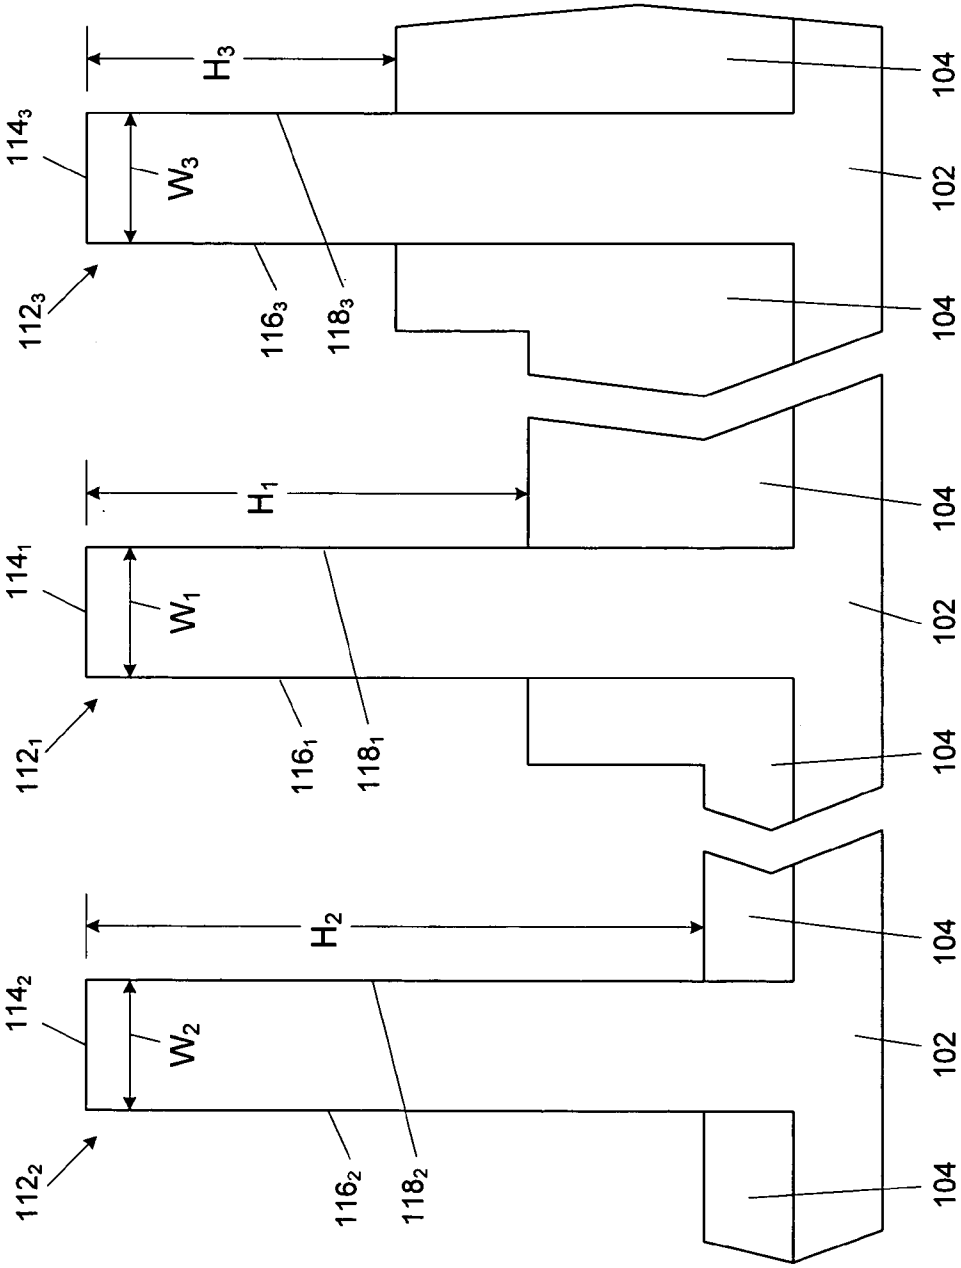 112₂ 114₂ 112₁ 114₁ 112₃ 114₃
W₂ W₁ W₃
H₂ H₁ H₃
116₂ 116₁ 116₃
118₂ 118₁ 118₃
104 102 104 104 102 104 104 102 104